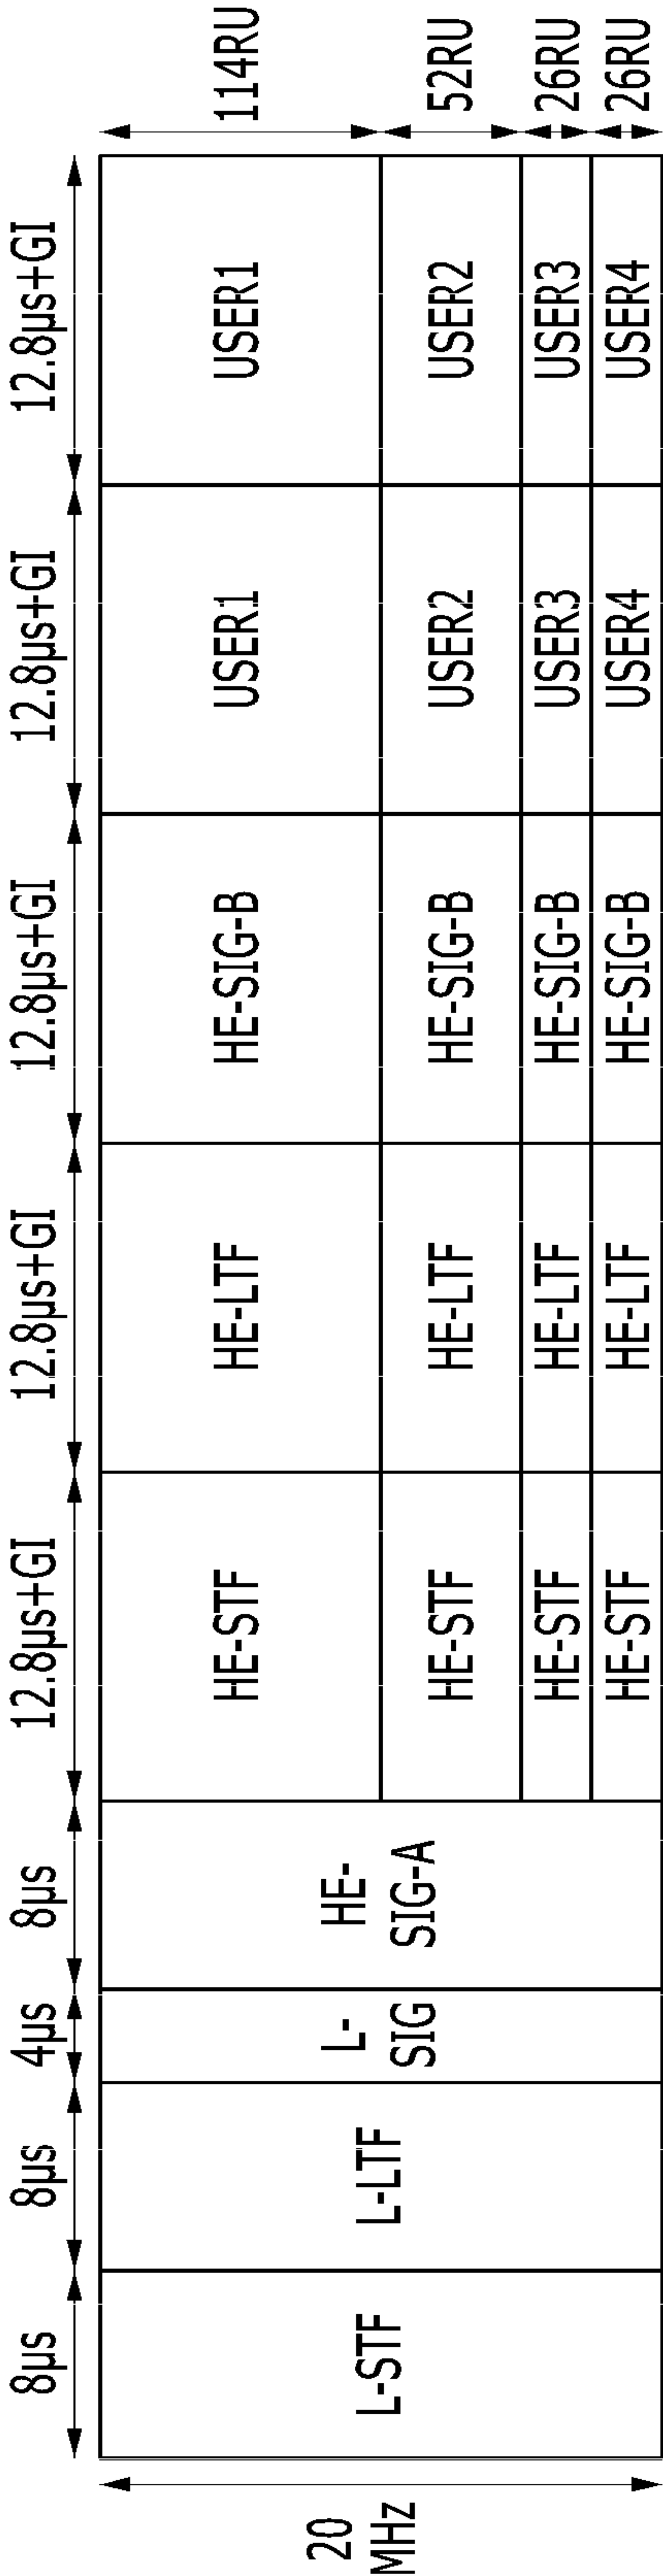 8µs
8µs
4µs
8µs
12.8µs+GI
12.8µs+GI
12.8µs+GI
12.8µs+GI
12.8µs+GI
20
MHz
L-STF
L-LTF
L-
SIG
HE-
SIG-A
HE-STF
HE-LTF
HE-SIG-B
USER1
USER1
114RU
HE-STF
HE-LTF
HE-SIG-B
USER2
USER2
52RU
HE-STF
HE-LTF
HE-SIG-B
USER3
USER3
26RU
HE-STF
HE-LTF
HE-SIG-B
USER4
USER4
26RU